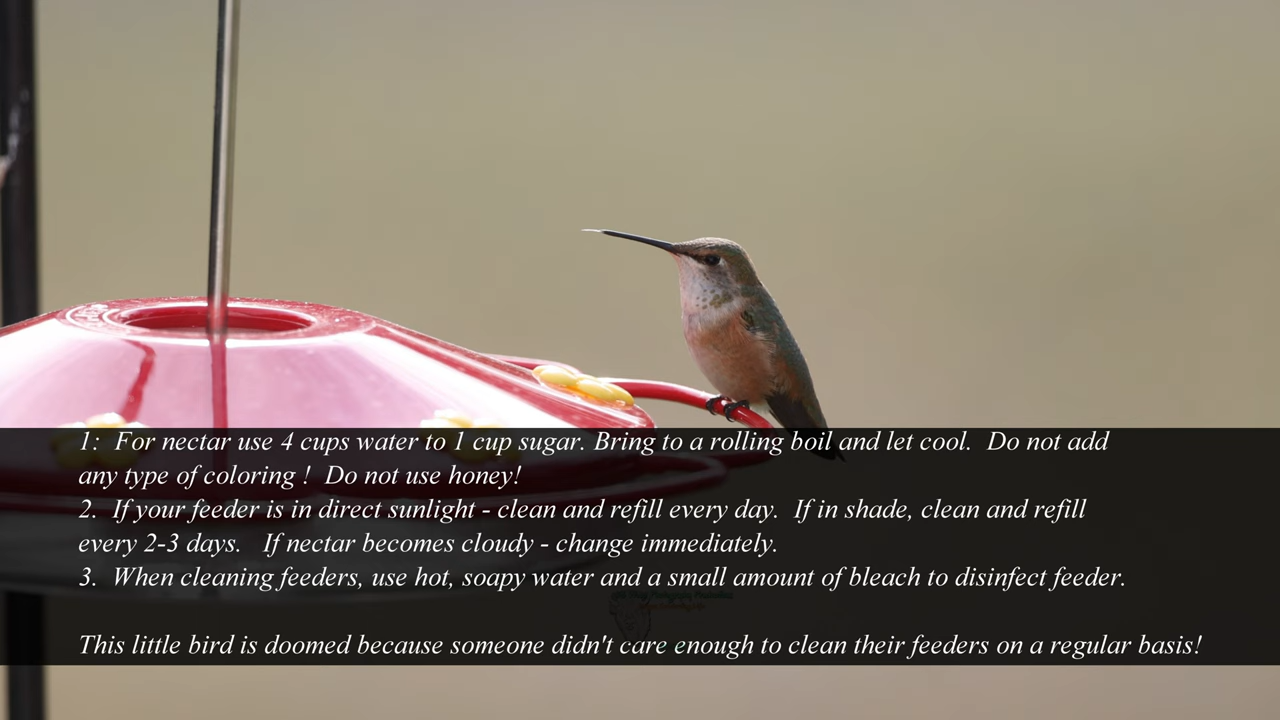 1:  For nectar use 4 cups water to 1 cup sugar. Bring to a rolling boil and let cool.  Do not add
any type of coloring !  Do not use honey!
2.  If your feeder is in direct sunlight - clean and refill every day.  If in shade, clean and refill
every 2-3 days.   If nectar becomes cloudy - change immediately.
3.  When cleaning feeders, use hot, soapy water and a small amount of bleach to disinfect feeder.
This little bird is doomed because someone didn't care enough to clean their feeders on a regular basis!